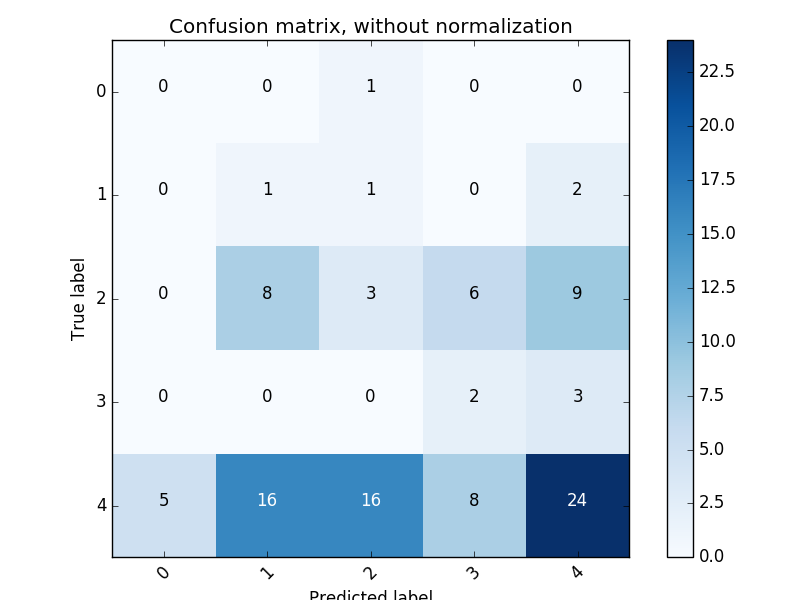 Confusion matrix, without normalization
0 0 0 1 0 0
1 0 1 1 0 2
2 0 8 3 6 9
3 0 0 0 2 3
4 5 16 16 8 24
True label
0 1 2 3 4
Predicted label
22.5
20.0
17.5
15.0
12.5
10.0
7.5
5.0
2.5
0.0